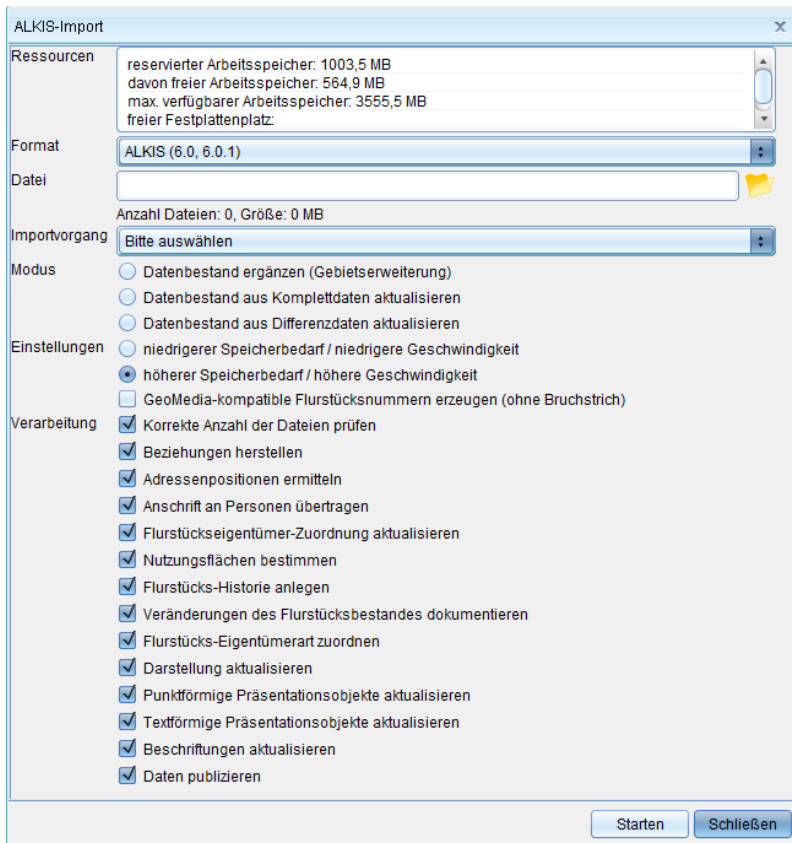 ALKIS-Import
Ressourcen
reservierter Arbeitsspeicher: 1003,5 MB
davon freier Arbeitsspeicher: 564,9 MB
max. verfügbarer Arbeitsspeicher: 3555,5 MB
freier Festplattenplatz:
Format
ALKIS (6.0, 6.0.1)
Datei
Anzahl Dateien: 0, Größe: 0 MB
Importvorgang
Bitte auswählen
Modus
Datenbestand ergänzen (Gebietserweiterung)
Datenbestand aus Komplettdaten aktualisieren
Datenbestand aus Differenzdaten aktualisieren
Einstellungen
niedrigerer Speicherbedarf / niedrigere Geschwindigkeit
höherer Speicherbedarf / höhere Geschwindigkeit
GeoMedia-kompatible Flurstücksnummern erzeugen (ohne Bruchstrich)
Verarbeitung
Korrekte Anzahl der Dateien prüfen
Beziehungen herstellen
Adressenpositionen ermitteln
Anschrift an Personen übertragen
Flurstückseigentümer-Zuordnung aktualisieren
Nutzungsflächen bestimmen
Flurstücks-Historie anlegen
Veränderungen des Flurstücksbestandes dokumentieren
Flurstücks-Eigentümerart zuordnen
Darstellung aktualisieren
Punktförmige Präsentationsobjekte aktualisieren
Textförmige Präsentationsobjekte aktualisieren
Beschriftungen aktualisieren
Daten publizieren
Starten
Schließen